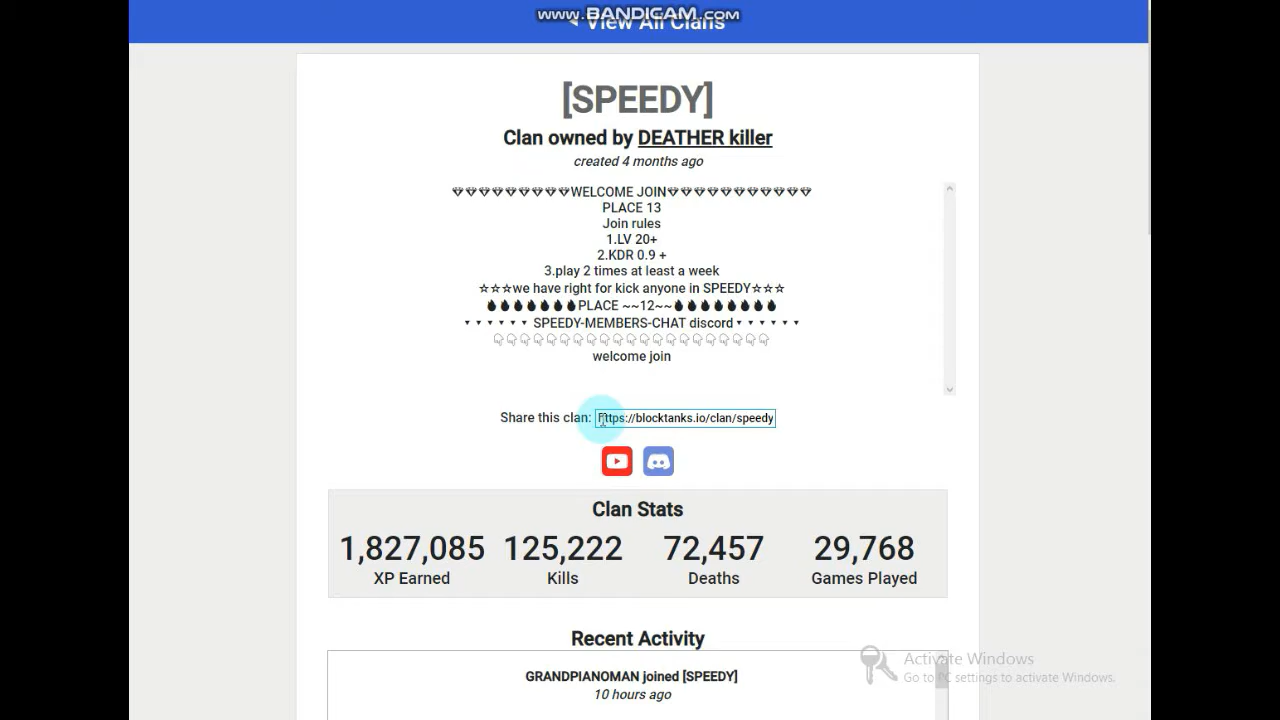 www.BANDICAM.com
View All Clans
[SPEEDY]
Clan owned by DEATHER killer
created 4 months ago
WELCOME JOIN
PLACE 13
Join rules
1.LV 20+
2.KDR 0.9 +
3.play 2 times at least a week
☆☆☆we have right for kick anyone in SPEEDY☆☆☆
PLACE ~~12~~
SPEEDY-MEMBERS-CHAT discord
welcome join
Share this clan: https://blocktanks.io/clan/speedy
Clan Stats
1,827,085 125,222 72,457 29,768
XP Earned Kills Deaths Games Played
Recent Activity
GRANDPIANOMAN joined [SPEEDY]
10 hours ago
Activate Windows
Go to PC settings to activate Windows.